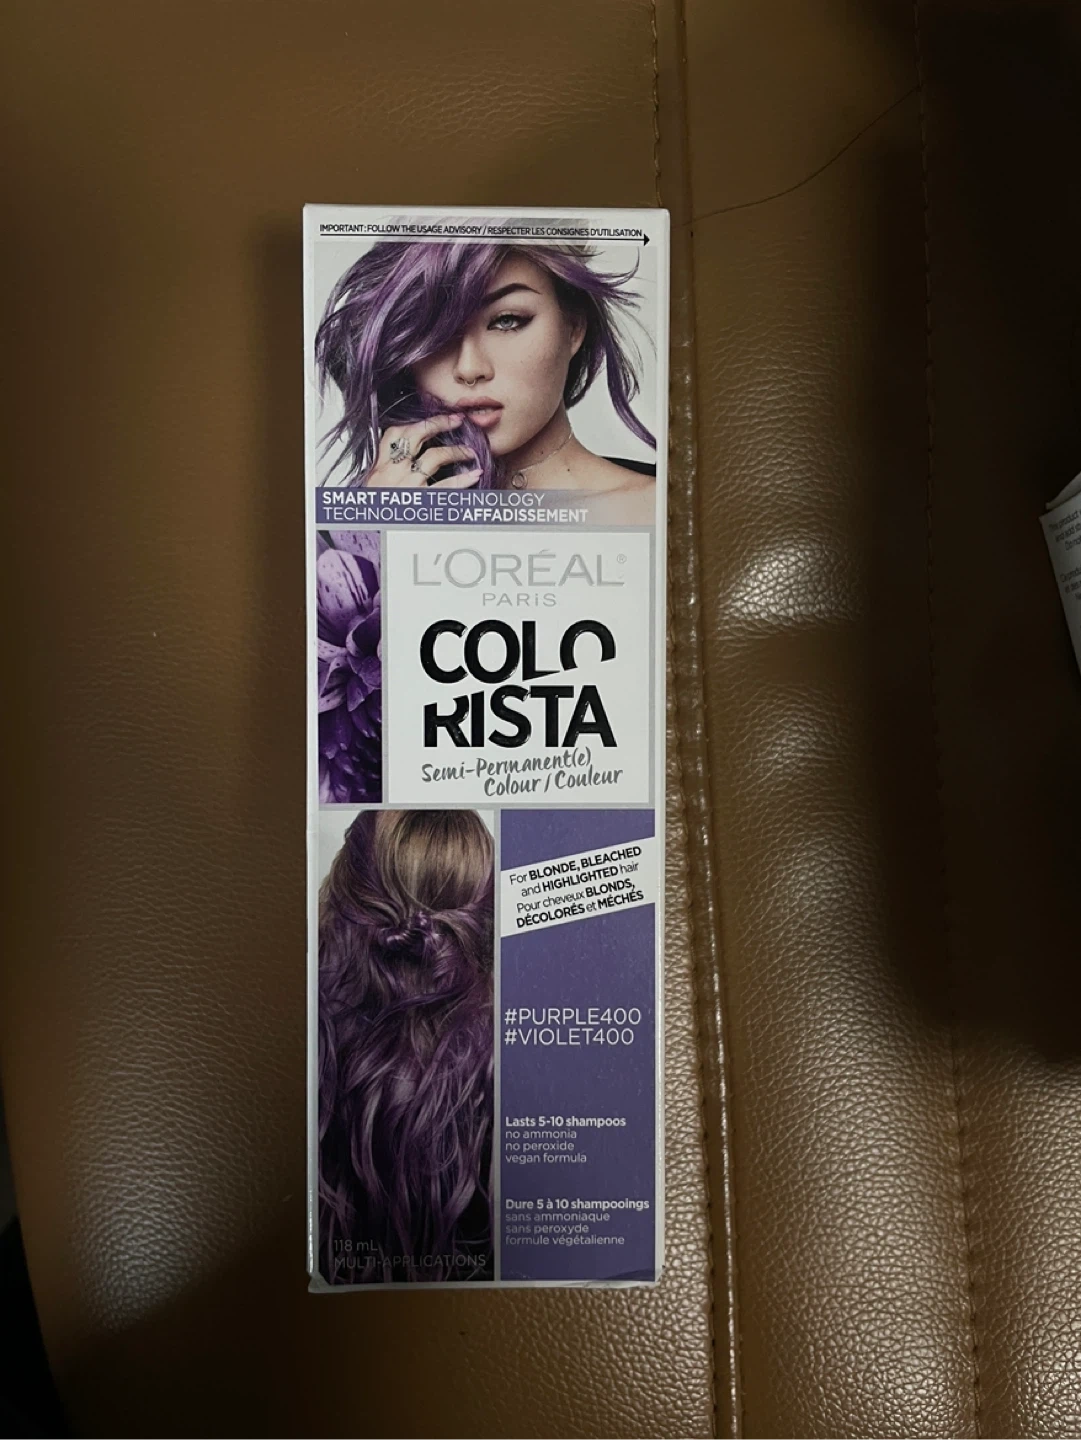 IMPORTANT: FOLLOW THE USAGE ADVISORY / RESPECTER LES CONSIGNES D'UTILISATION
SMART FADE TECHNOLOGY
TECHNOLOGIE D'AFFADISSEMENT
L'ORÉAL®
PARIS
COLO
RISTA
Semi-Permanent(e)
Colour / Couleur
For BLONDE, BLEACHED
and HIGHLIGHTED hair
Pour cheveux BLONDS,
DÉCOLORÉS et MÉCHÉS
#PURPLE400
#VIOLET400
Lasts 5-10 shampoos
no ammonia
no peroxide
vegan formula
Dure 5 à 10 shampooings
sans ammoniaque
sans peroxyde
formule végétalienne
118 mL
MULTI-APPLICATIONS